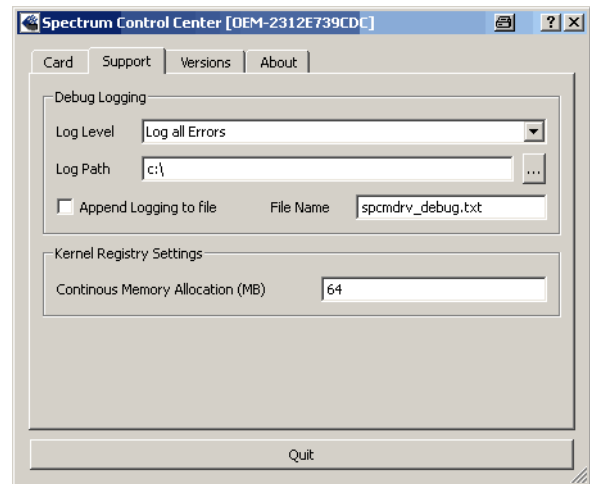 Spectrum Control Center [OEM-2312E739CDC]
Card Support Versions About
Debug Logging
Log Level Log all Errors
Log Path c:\ ...
Append Logging to file File Name spcmdrv_debug.txt
Kernel Registry Settings
Continous Memory Allocation (MB) 64
Quit